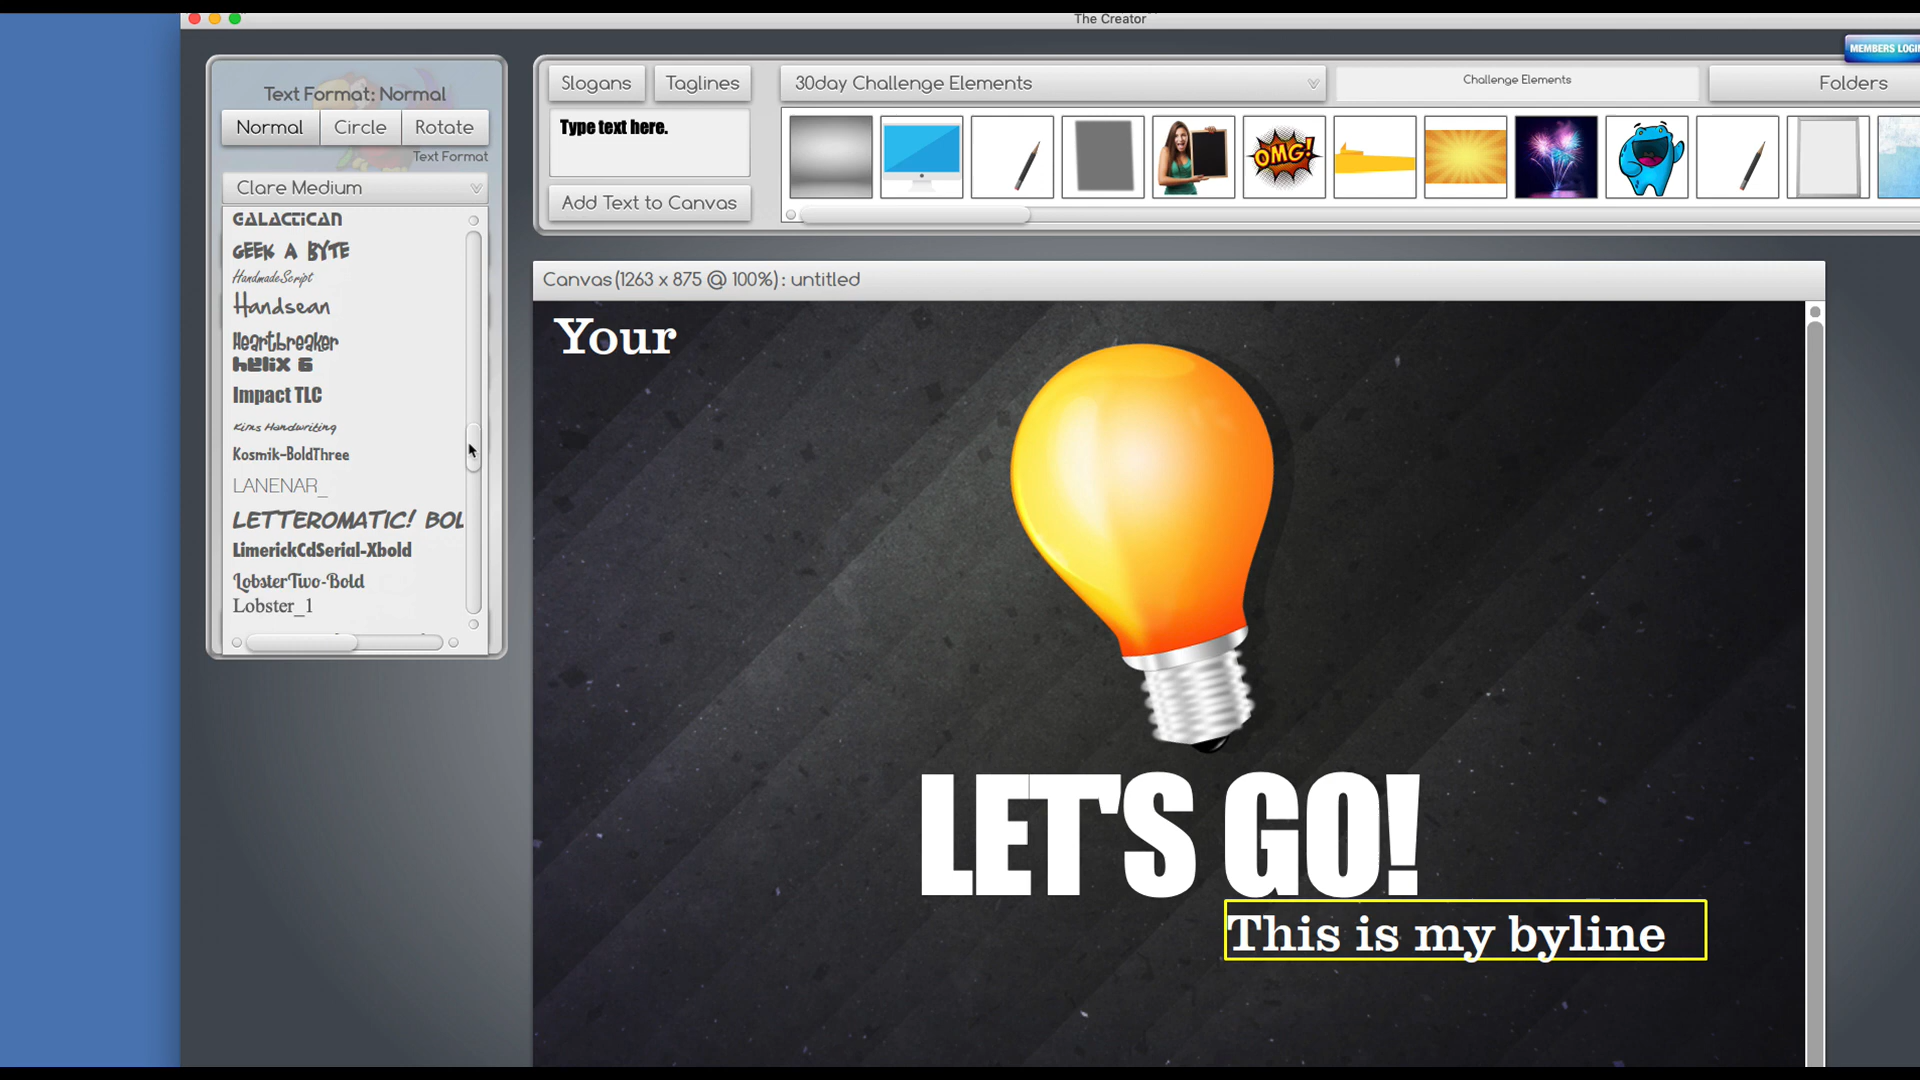 The Creator
MEMBERS LOGIN
Text Format: Normal
Normal Circle Rotate
Text Format
Clare Medium
GALACTICAN
GEEK A BYTE
HandmadeScript
Handsean
Heartbreaker
helix 6
Impact TLC
Kims Handwriting
Kosmik-BoldThree
LANENAR_
LETTEROMATIC! BOL
LimerickCdSerial-Xbold
LobsterTwo-Bold
Lobster_1
Slogans Taglines
Type text here.
Add Text to Canvas
30day Challenge Elements
Challenge Elements
Folders
OMG!
Canvas(1263 x 875 @ 100%): untitled
Your
LET'S GO!
This is my byline